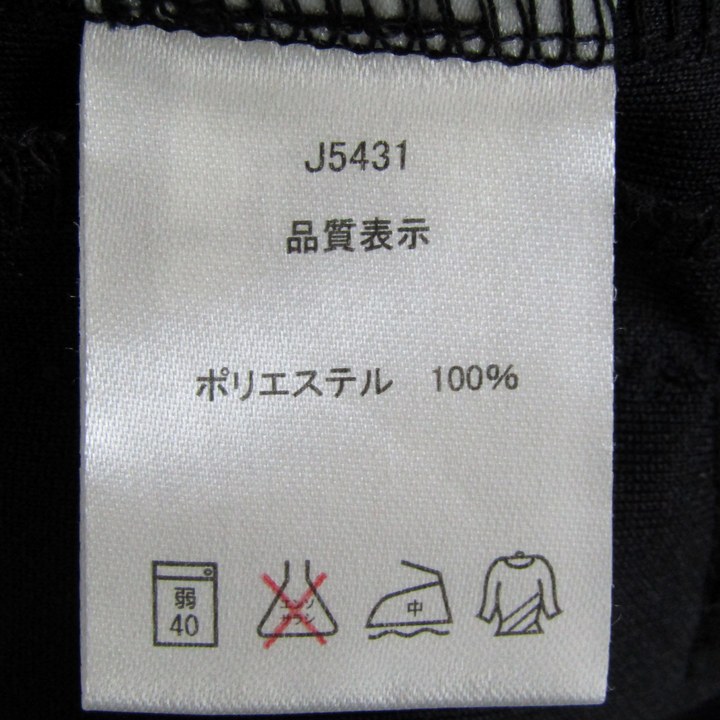 J5431
品質表示
ポリエステル 100%
弱
40
エンソ
サラシ
中